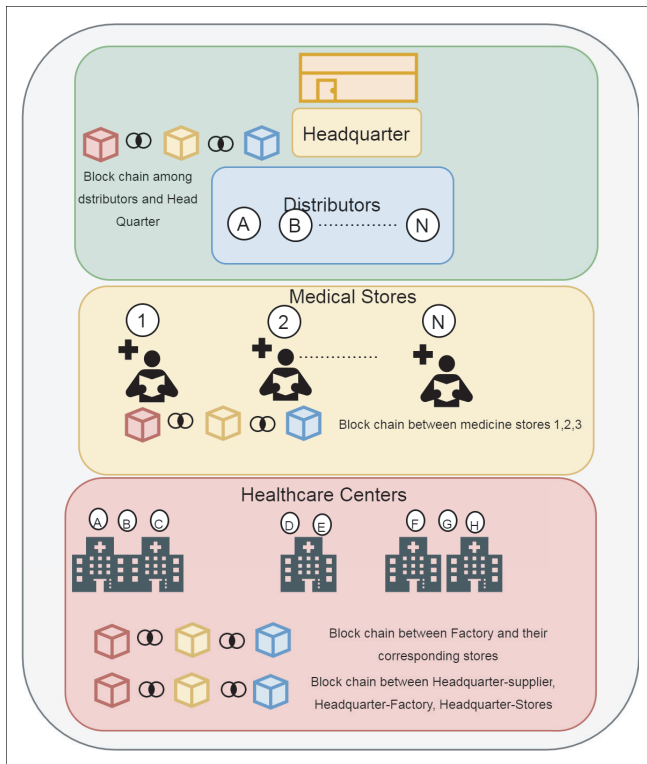 Headquarter
Block chain among
dstributors and Head
Quarter
Distributors
A B ................ N
Medical Stores
1 2 N
................
Block chain between medicine stores 1,2,3
Healthcare Centers
A B C D E F G H
Block chain between Factory and their
corresponding stores
Block chain between Headquarter-supplier,
Headquarter-Factory, Headquarter-Stores